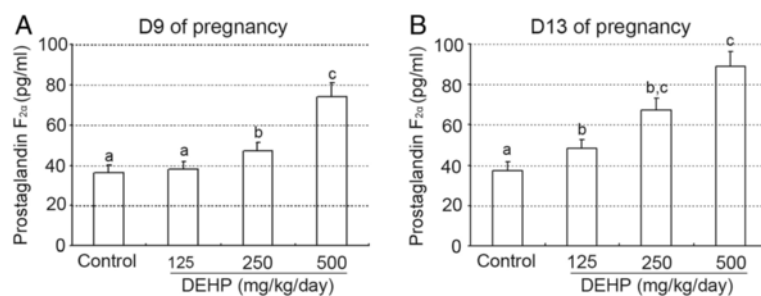 A
D9 of pregnancy
Prostaglandin F2α (pg/ml)
100
80
60
40
20
0
a
a
b
c
Control
125
250
500
DEHP (mg/kg/day)
B
D13 of pregnancy
Prostaglandin F2α (pg/ml)
100
80
60
40
20
0
a
b
b,c
c
Control
125
250
500
DEHP (mg/kg/day)